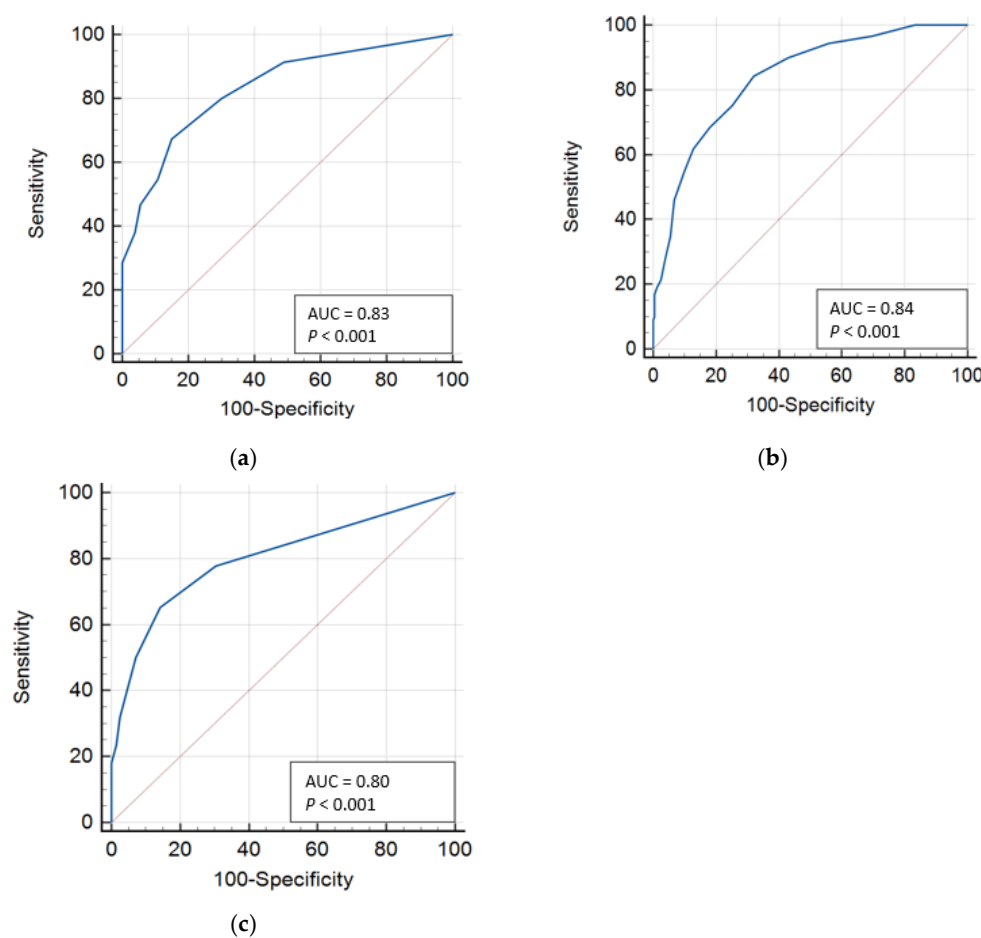 100
80
60
40
20
0
Sensitivity
AUC = 0.83
P < 0.001
0 20 40 60 80 100
100-Specificity
(a)
100
80
60
40
20
0
Sensitivity
AUC = 0.84
P < 0.001
0 20 40 60 80 100
100-Specificity
(b)
100
80
60
40
20
0
Sensitivity
AUC = 0.80
P < 0.001
0 20 40 60 80 100
100-Specificity
(c)